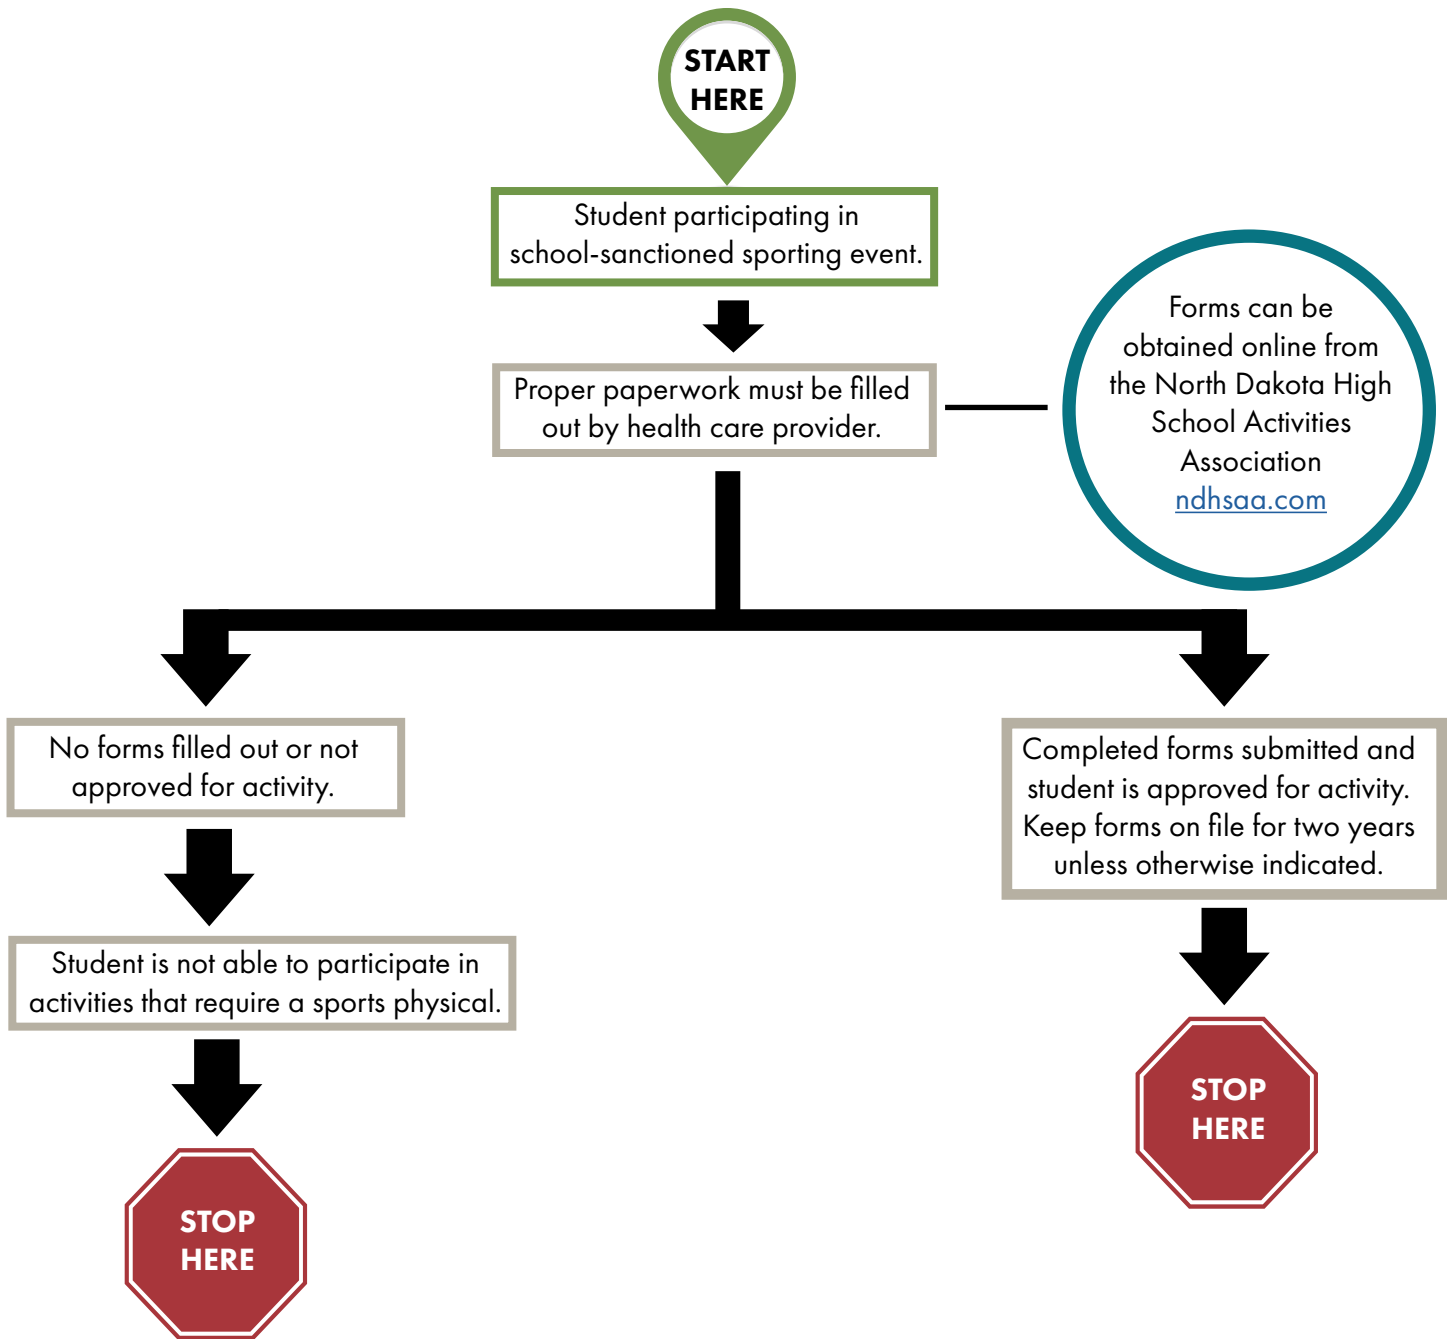 START
HERE
Student participating in
school-sanctioned sporting event.
Proper paperwork must be filled
out by health care provider.
Forms can be
obtained online from
the North Dakota High
School Activities
Association
ndhsaa.com
No forms filled out or not
approved for activity.
Student is not able to participate in
activities that require a sports physical.
STOP
HERE
Completed forms submitted and
student is approved for activity.
Keep forms on file for two years
unless otherwise indicated.
STOP
HERE